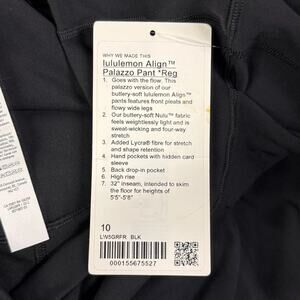 WHY WE MADE THIS
lululemon Align™
Palazzo Pant *Reg
1. Goes with the flow. This
palazzo version of our
buttery-soft lululemon Align™
pants features front pleats and
flowy wide legs
2. Our buttery-soft Nulu™ fabric
feels weightlessly light and is
sweat-wicking and four-way
stretch
3. Added Lycra® fibre for stretch
and shape retention
4. Hand pockets with hidden card
sleeve
5. Back drop-in pocket
6. High rise
7. 32" inseam, intended to skim
the floor for heights of
5'5"-5'8"
10
LW5GRFR BLK
000155675527